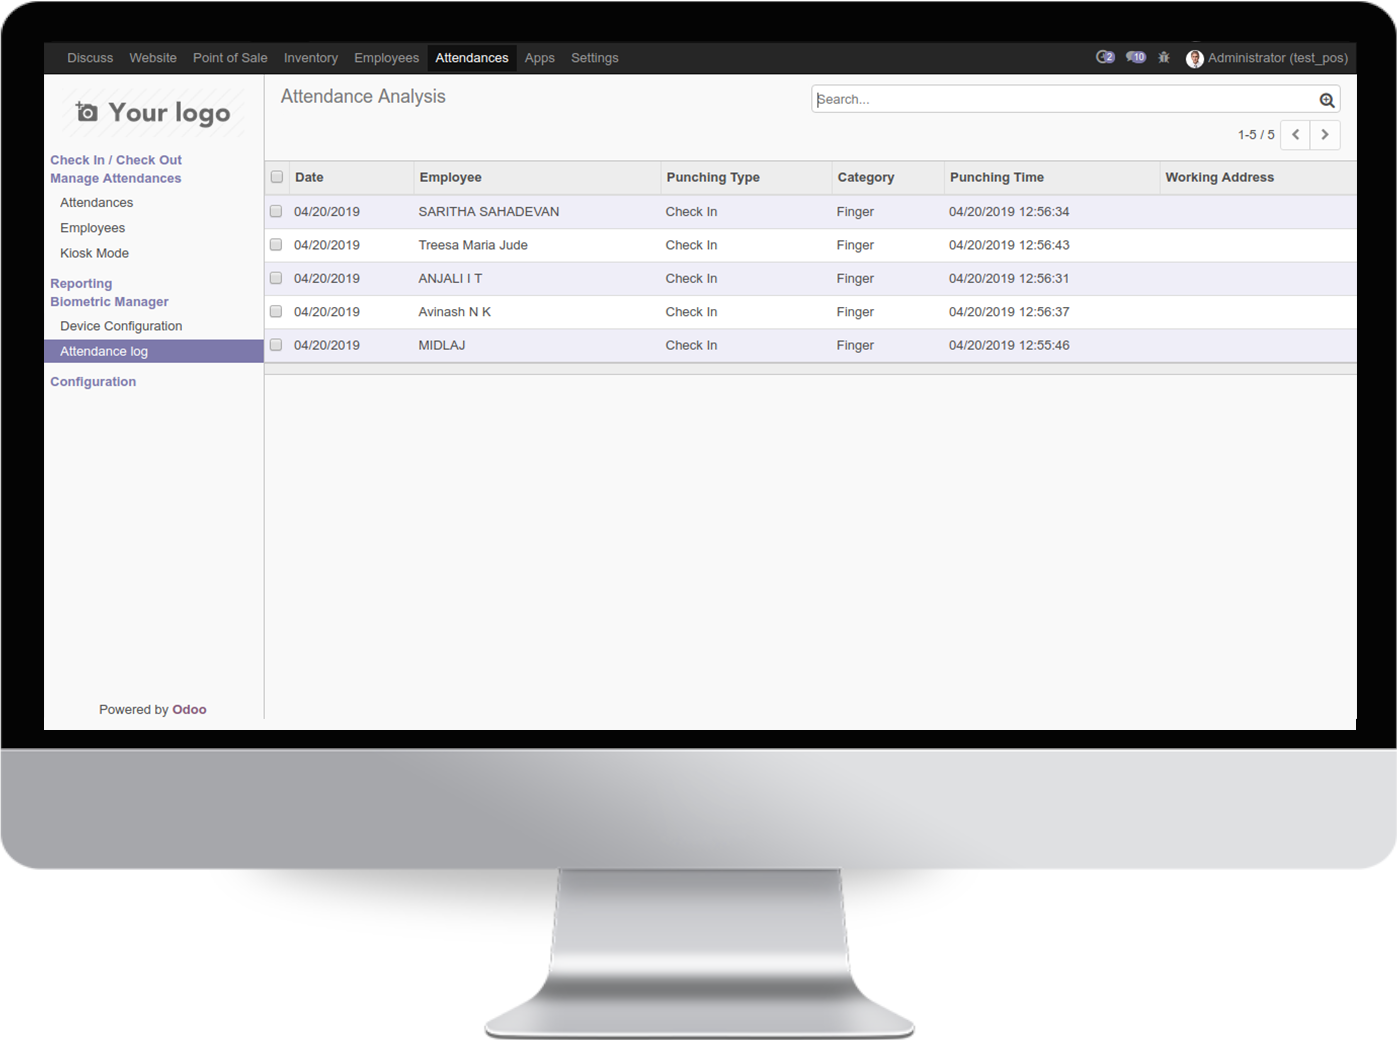 Discuss Website Point of Sale Inventory Employees Attendances Apps Settings 2 10 Administrator (test_pos)
Your logo
Attendance Analysis
Search...
1-5 / 5
Check In / Check Out
Manage Attendances
Attendances
Employees
Kiosk Mode
Reporting
Biometric Manager
Device Configuration
Attendance log
Configuration
Powered by Odoo
Date Employee Punching Type Category Punching Time Working Address
04/20/2019 SARITHA SAHADEVAN Check In Finger 04/20/2019 12:56:34
04/20/2019 Treesa Maria Jude Check In Finger 04/20/2019 12:56:43
04/20/2019 ANJALI I T Check In Finger 04/20/2019 12:56:31
04/20/2019 Avinash N K Check In Finger 04/20/2019 12:56:37
04/20/2019 MIDLAJ Check In Finger 04/20/2019 12:55:46